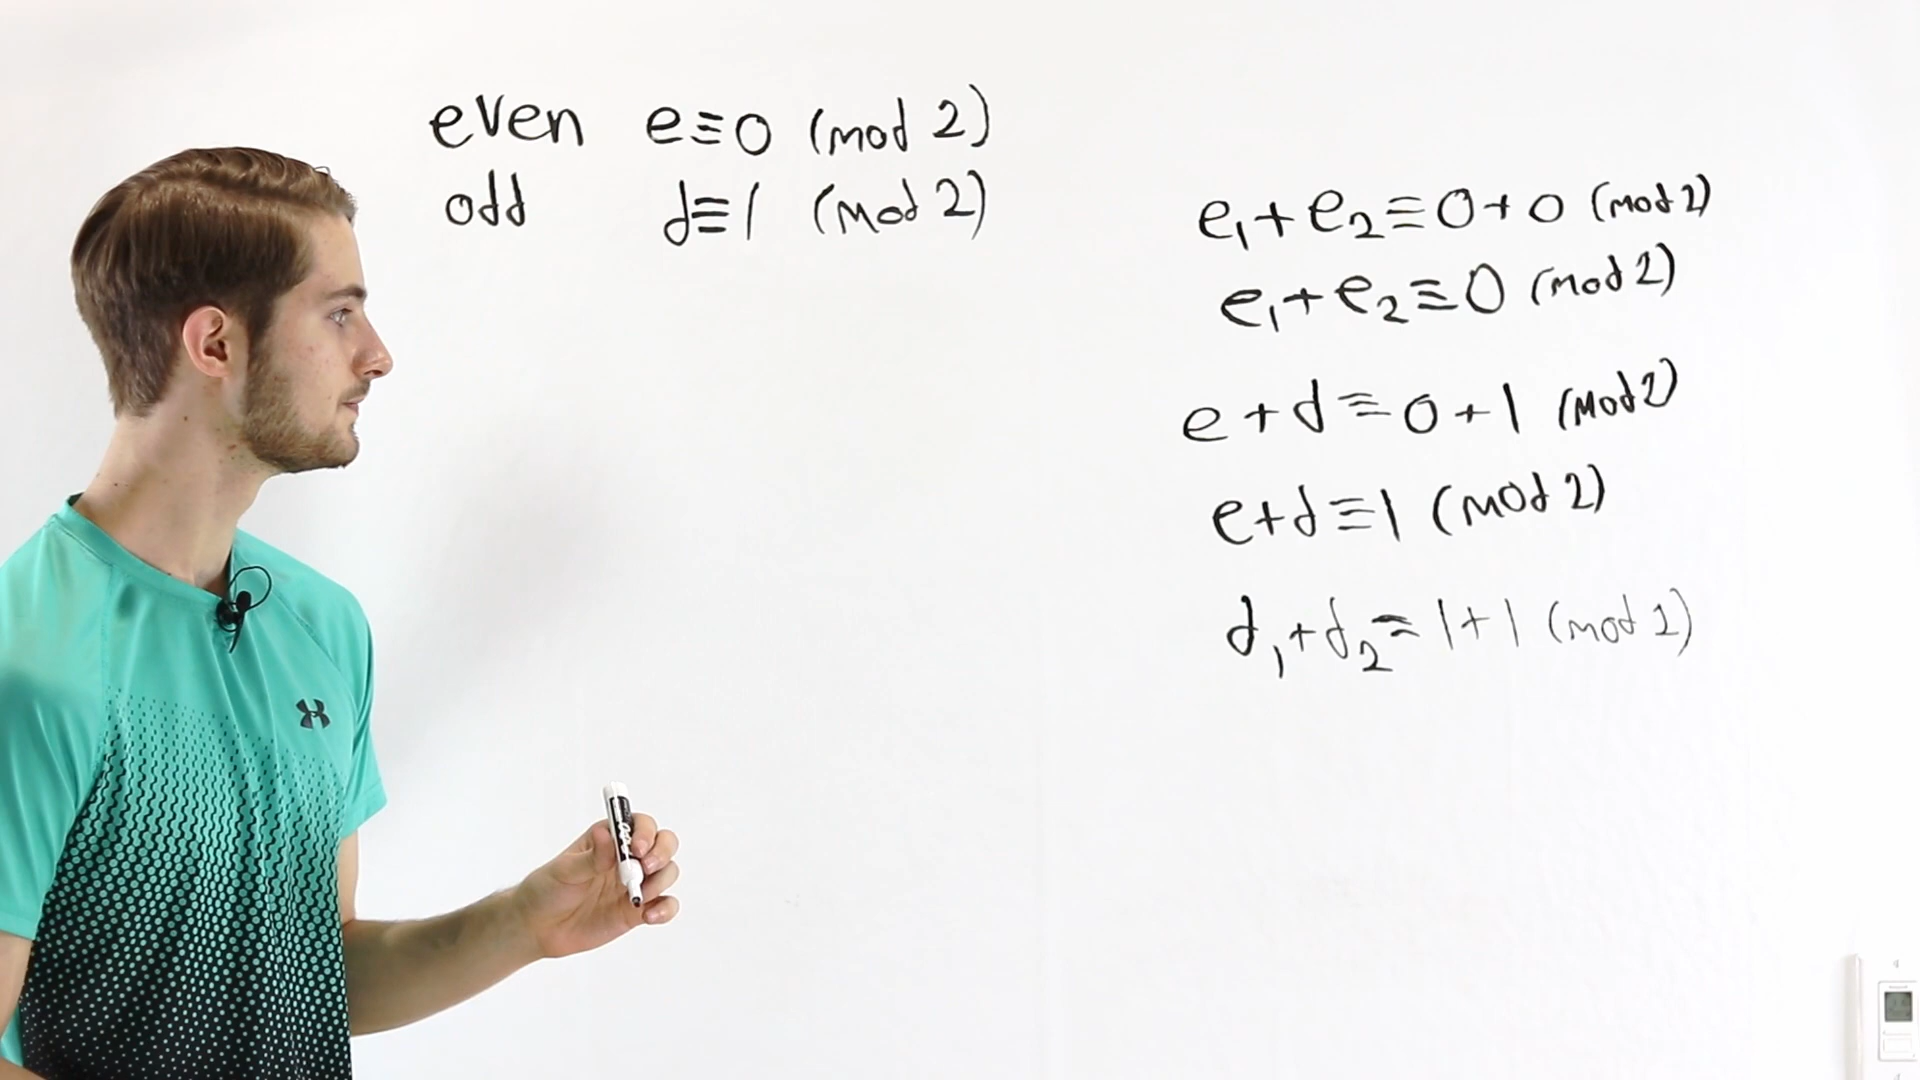 even e≡0 (mod 2)
odd d≡1 (mod 2)
e₁+e₂≡0+0 (mod 2)
e₁+e₂≡0 (mod 2)
e+d≡0+1 (mod 2)
e+d≡1 (mod 2)
d₁+d₂≡1+1 (mod 2)